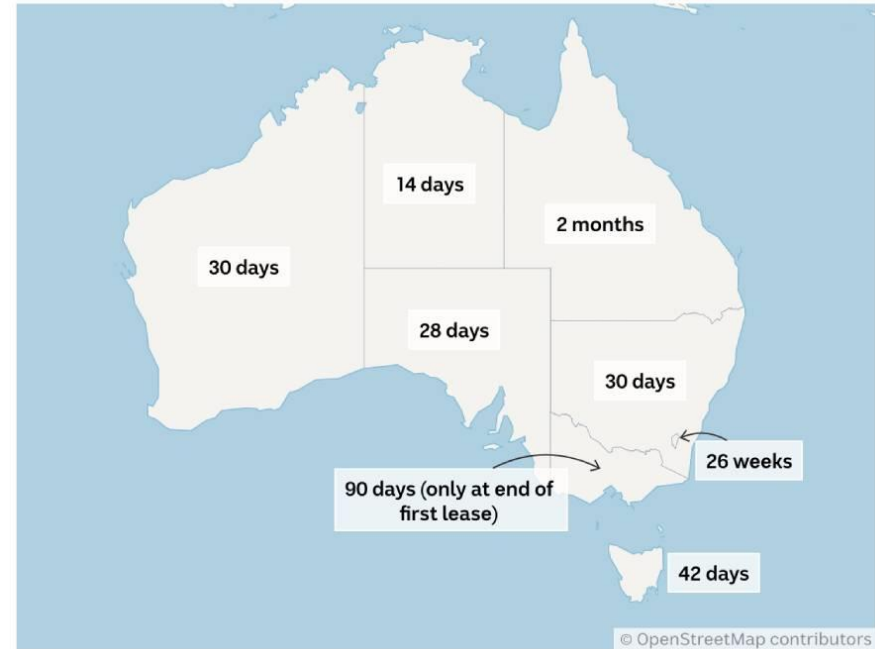 14 days
2 months
30 days
28 days
30 days
26 weeks
90 days (only at end of
first lease)
42 days
© OpenStreetMap contributors